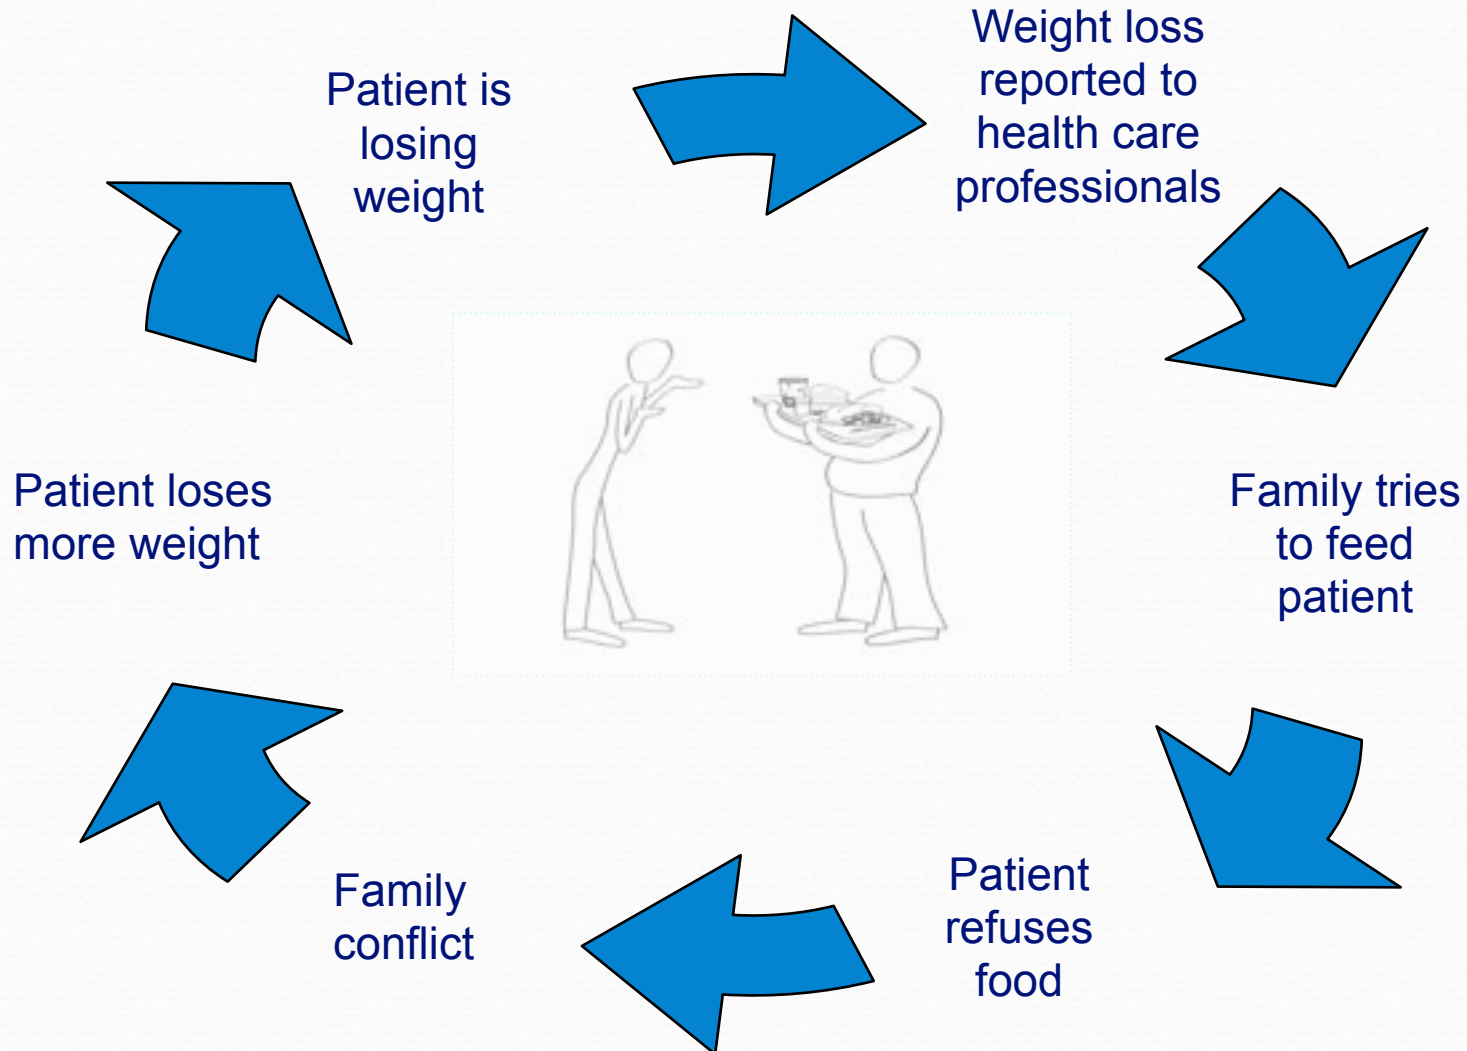 Patient is
losing
weight
Weight loss
reported to
health care
professionals
Family tries
to feed
patient
Patient
refuses
food
Family
conflict
Patient loses
more weight